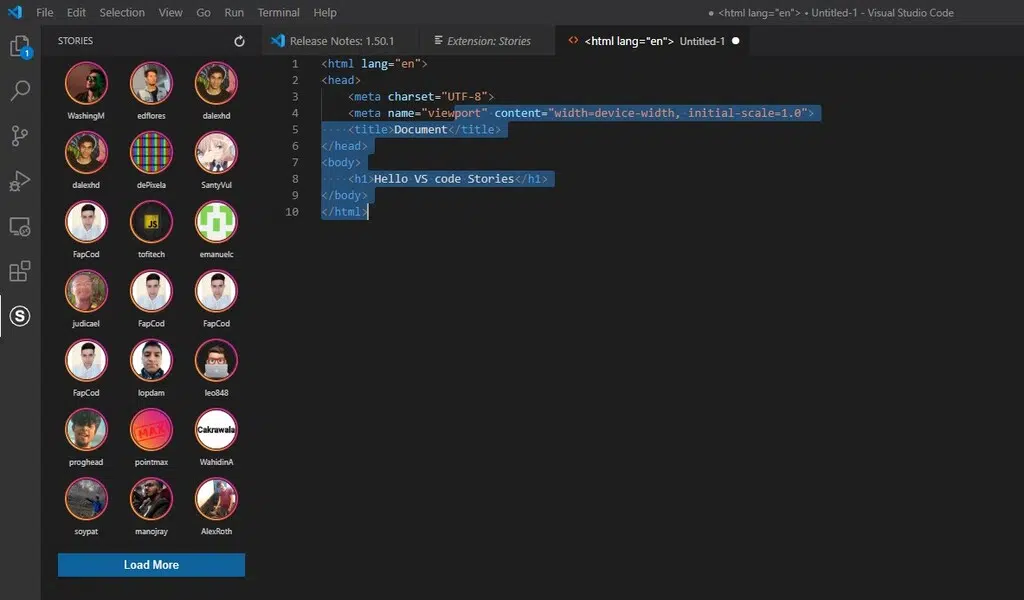 File Edit Selection View Go Run Terminal Help
● <html lang="en"> • Untitled-1 - Visual Studio Code
1
S
STORIES
WashingM edflores dalexhd
dalexhd dePixela SantyVul
JS
FapCod tofitech emanuelc
judicael FapCod FapCod
FapCod lopdam leo848
MAX
Cakrawala
proghead pointmax WahidinA
soypat manojray AlexRoth
Load More
Release Notes: 1.50.1 Extension: Stories <> <html lang="en"> Untitled-1 ●
1 <html lang="en">
2 <head>
3 <meta charset="UTF-8">
4 <meta name="viewport" content="width=device-width, initial-scale=1.0">
5 <title>Document</title>
6 </head>
7 <body>
8 <h1>Hello VS code Stories</h1>
9 </body>
10 </html>